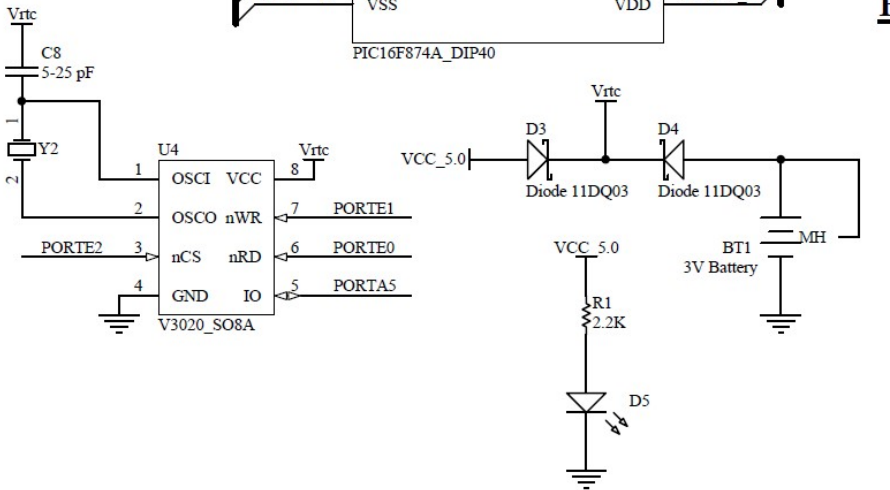 VSS
VDD
PIC16F874A_DIP40
Vrtc
C8
5-25 pF
1
Y2
2
U4
Vrtc
1
OSCI
VCC
8
2
OSCO
nWR
7
PORTE1
PORTE2
3
nCS
nRD
6
PORTE0
4
GND
IO
5
PORTA5
V3020_SO8A
Vrtc
D3
D4
VCC_5.0
Diode 11DQ03
Diode 11DQ03
MH
BT1
3V Battery
VCC_5.0
R1
2.2K
D5